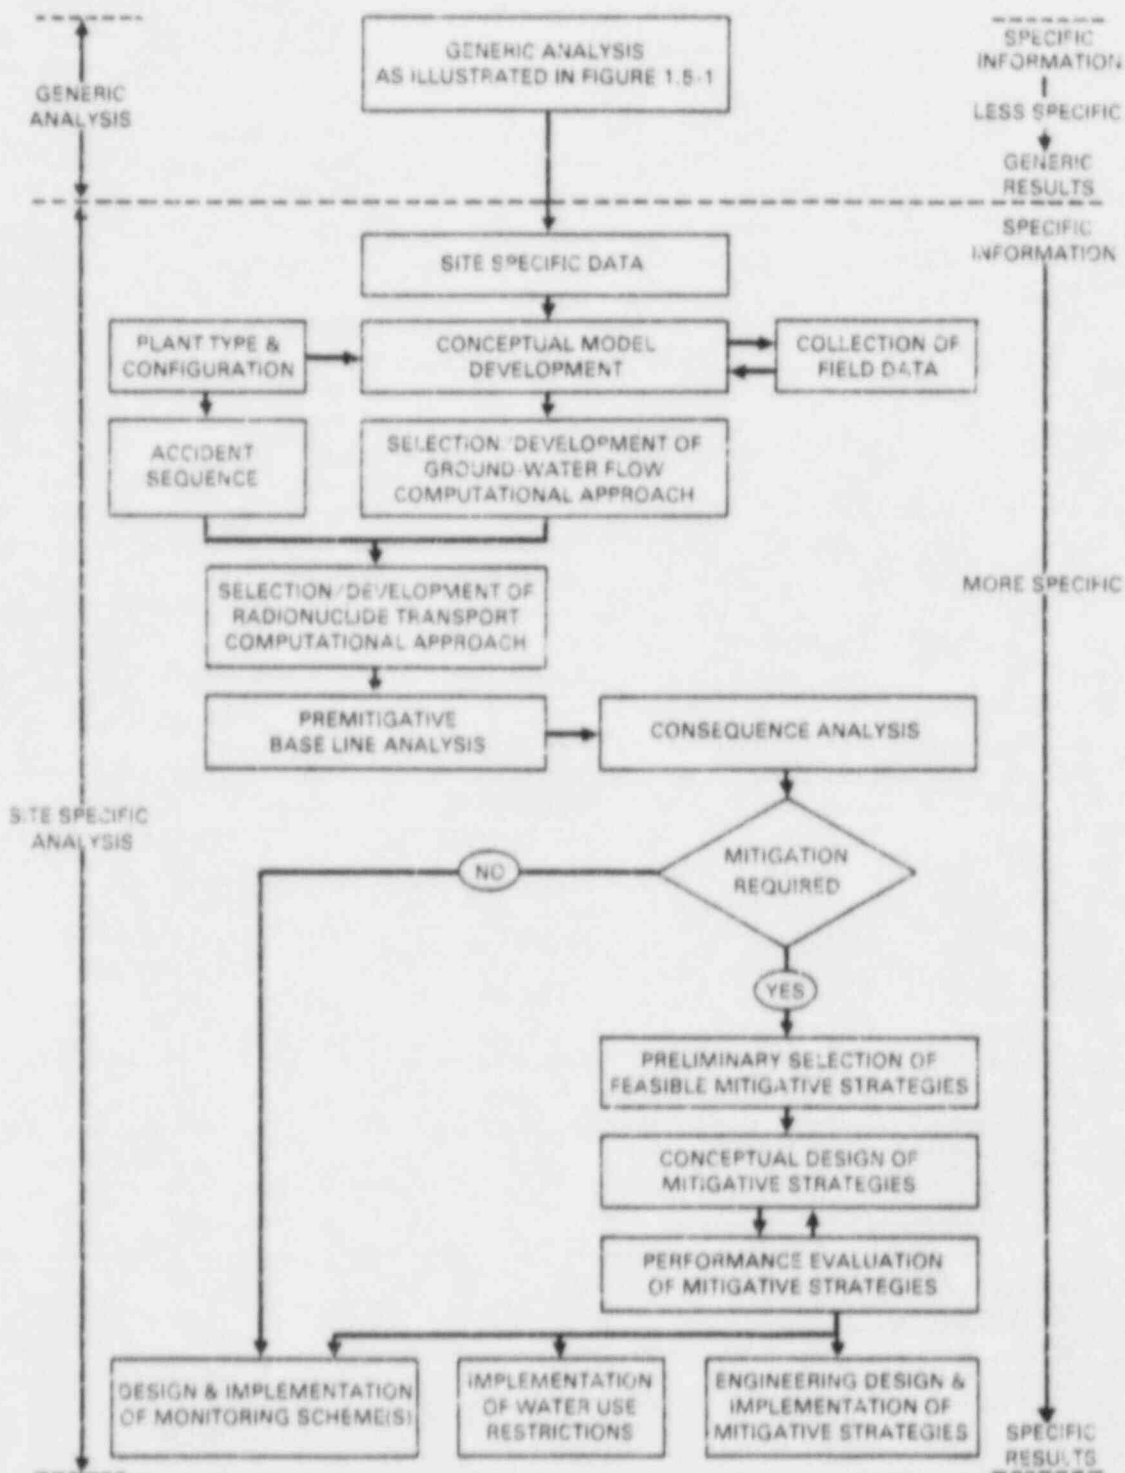 GENERIC ANALYSIS
AS ILLUSTRATED IN FIGURE 1.5-1
SPECIFIC
INFORMATION
LESS SPECIFIC
GENERIC
RESULTS
GENERIC
ANALYSIS
SPECIFIC
INFORMATION
SITE SPECIFIC DATA
PLANT TYPE &
CONFIGURATION
CONCEPTUAL MODEL
DEVELOPMENT
COLLECTION OF
FIELD DATA
ACCIDENT
SEQUENCE
SELECTION/DEVELOPMENT OF
GROUND-WATER FLOW
COMPUTATIONAL APPROACH
SELECTION/DEVELOPMENT OF
RADIONUCLIDE TRANSPORT
COMPUTATIONAL APPROACH
MORE SPECIFIC
PREMITIGATIVE
BASE LINE ANALYSIS
CONSEQUENCE ANALYSIS
SITE SPECIFIC
ANALYSIS
MITIGATION
REQUIRED
NO
YES
PRELIMINARY SELECTION OF
FEASIBLE MITIGATIVE STRATEGIES
CONCEPTUAL DESIGN OF
MITIGATIVE STRATEGIES
PERFORMANCE EVALUATION
OF MITIGATIVE STRATEGIES
DESIGN & IMPLEMENTATION
OF MONITORING SCHEME(S)
IMPLEMENTATION
OF WATER USE
RESTRICTIONS
ENGINEERING DESIGN &
IMPLEMENTATION OF
MITIGATIVE STRATEGIES
SPECIFIC
RESULTS